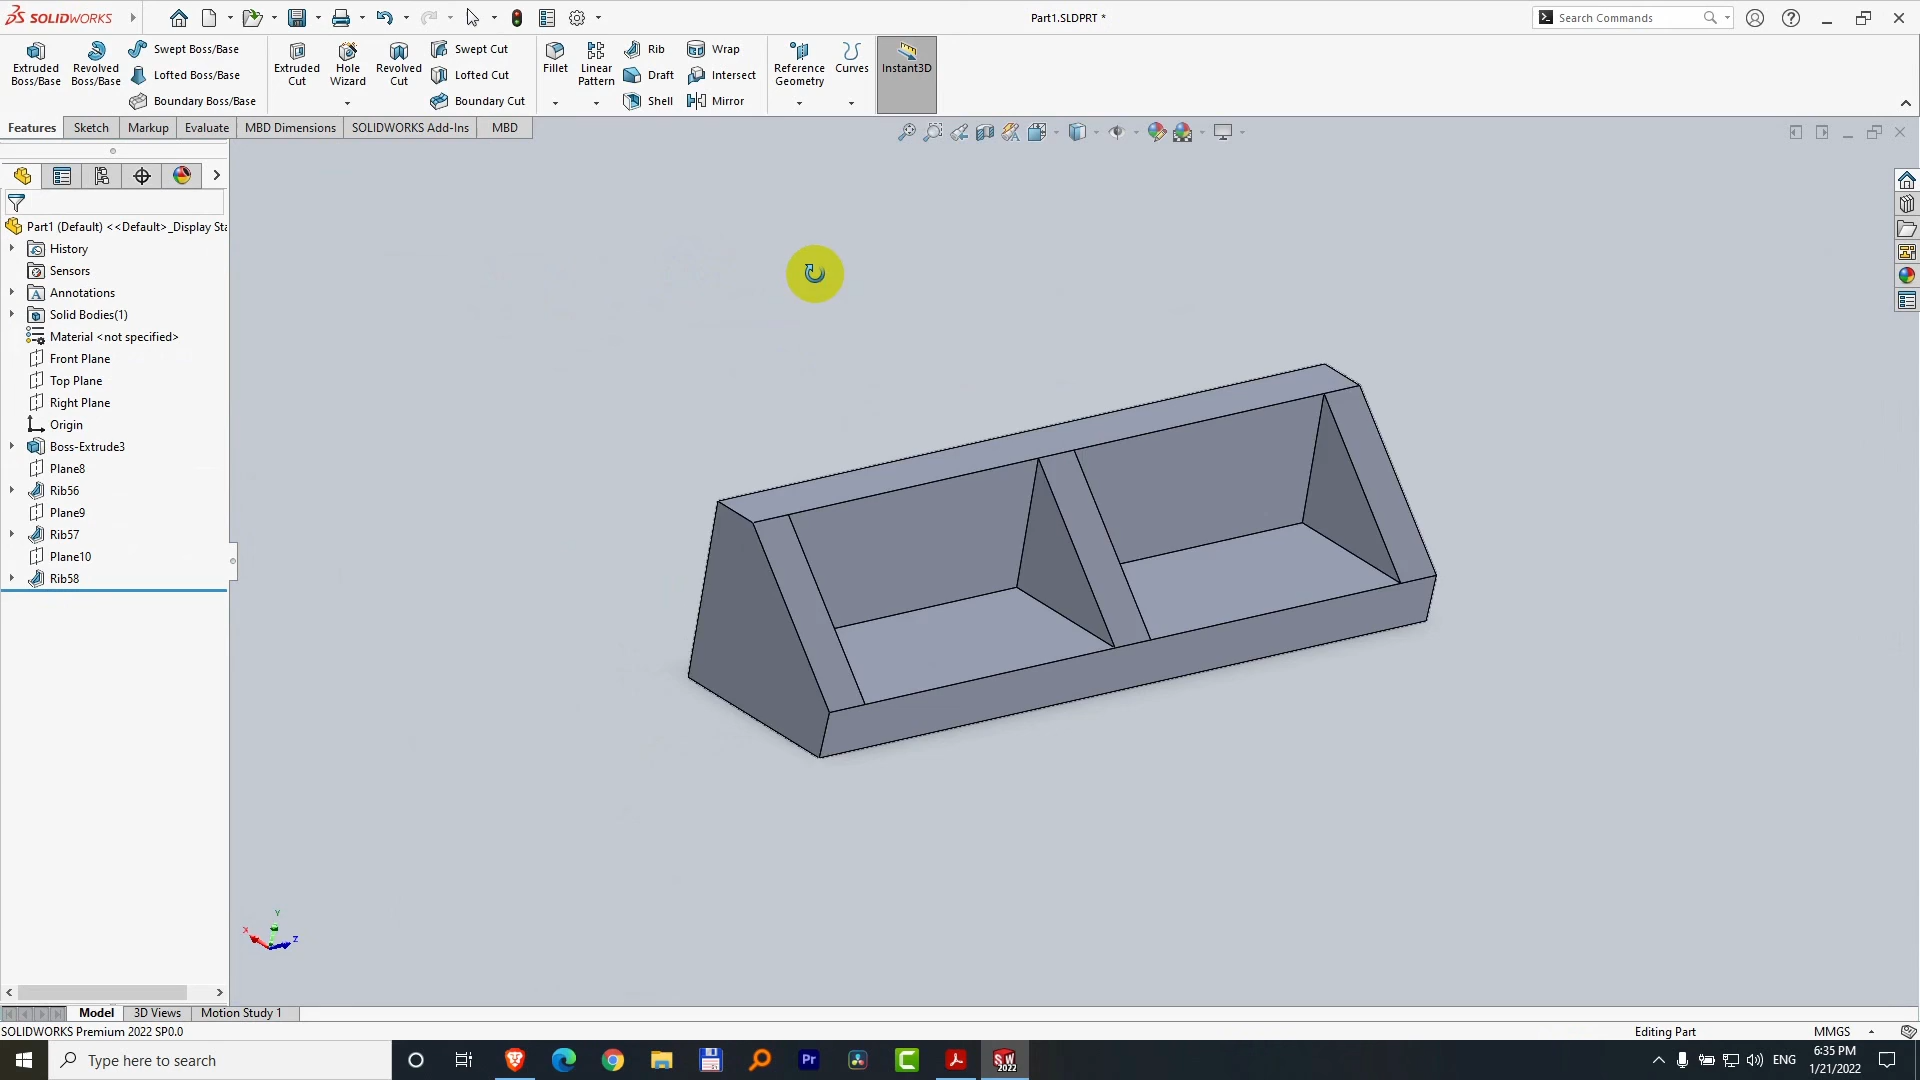 SOLIDWORKS
Part1.SLDPRT *
Search Commands
Extruded Boss/Base
Revolved Boss/Base
Swept Boss/Base
Lofted Boss/Base
Boundary Boss/Base
Extruded Cut
Hole Wizard
Revolved Cut
Swept Cut
Lofted Cut
Boundary Cut
Fillet
Linear Pattern
Rib
Draft
Shell
Wrap
Intersect
Mirror
Reference Geometry
Curves
Instant3D
Features
Sketch
Markup
Evaluate
MBD Dimensions
SOLIDWORKS Add-Ins
MBD
Part1 (Default) <<Default>_Display Sta
History
Sensors
Annotations
Solid Bodies(1)
Material <not specified>
Front Plane
Top Plane
Right Plane
Origin
Boss-Extrude3
Plane8
Rib56
Plane9
Rib57
Plane10
Rib58
Y
X
Z
Model
3D Views
Motion Study 1
SOLIDWORKS Premium 2022 SP0.0
Editing Part
MMGS
Type here to search
Pr
SW
2022
ENG
6:35 PM
1/21/2022